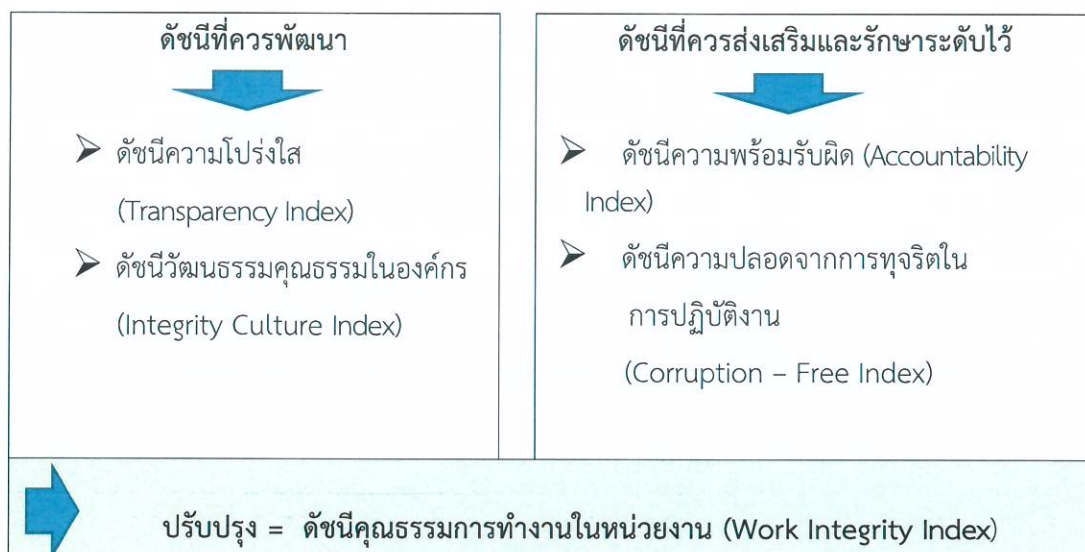 ดัชนีที่ควรพัฒนา
➢ ดัชนีความโปร่งใส
(Transparency Index)
➢ ดัชนีวัฒนธรรมคุณธรรมในองค์กร
(Integrity Culture Index)
ดัชนีที่ควรส่งเสริมและรักษาระดับไว้
➢ ดัชนีความพร้อมรับผิด (Accountability
Index)
➢ ดัชนีความปลอดจากการทุจริตใน
การปฏิบัติงาน
(Corruption – Free Index)
ปรับปรุง = ดัชนีคุณธรรมการทำงานในหน่วยงาน (Work Integrity Index)